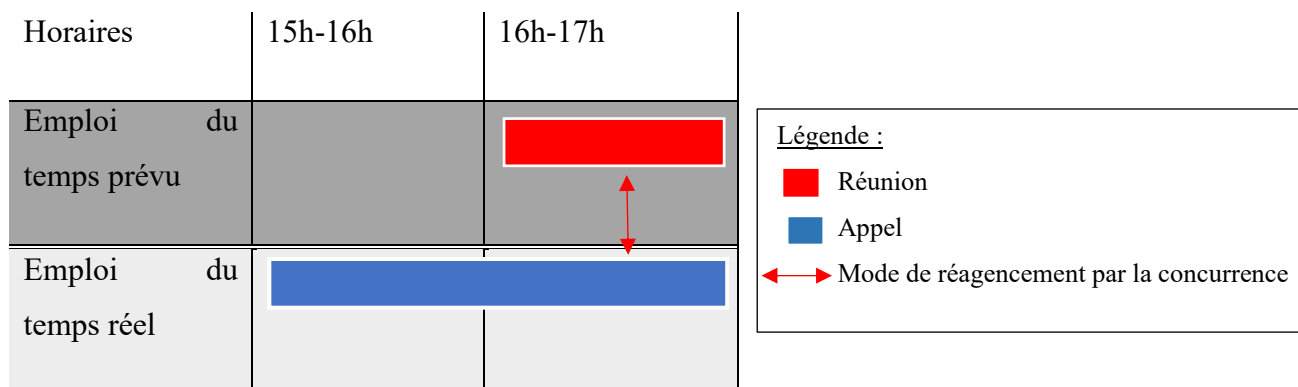 Horaires
15h-16h
16h-17h
Emploi du
temps prévu
Emploi du
temps réel
Légende :
Réunion
Appel
Mode de réagencement par la concurrence